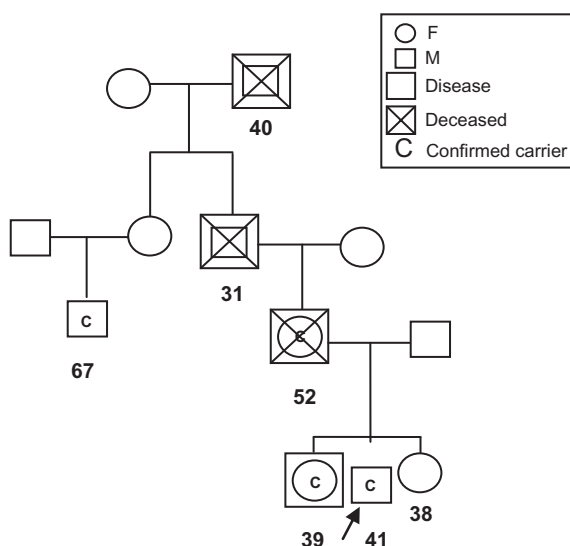 F
M
Disease
Deceased
C Confirmed carrier
40
31
C
67
C
52
C
C
39
41
38